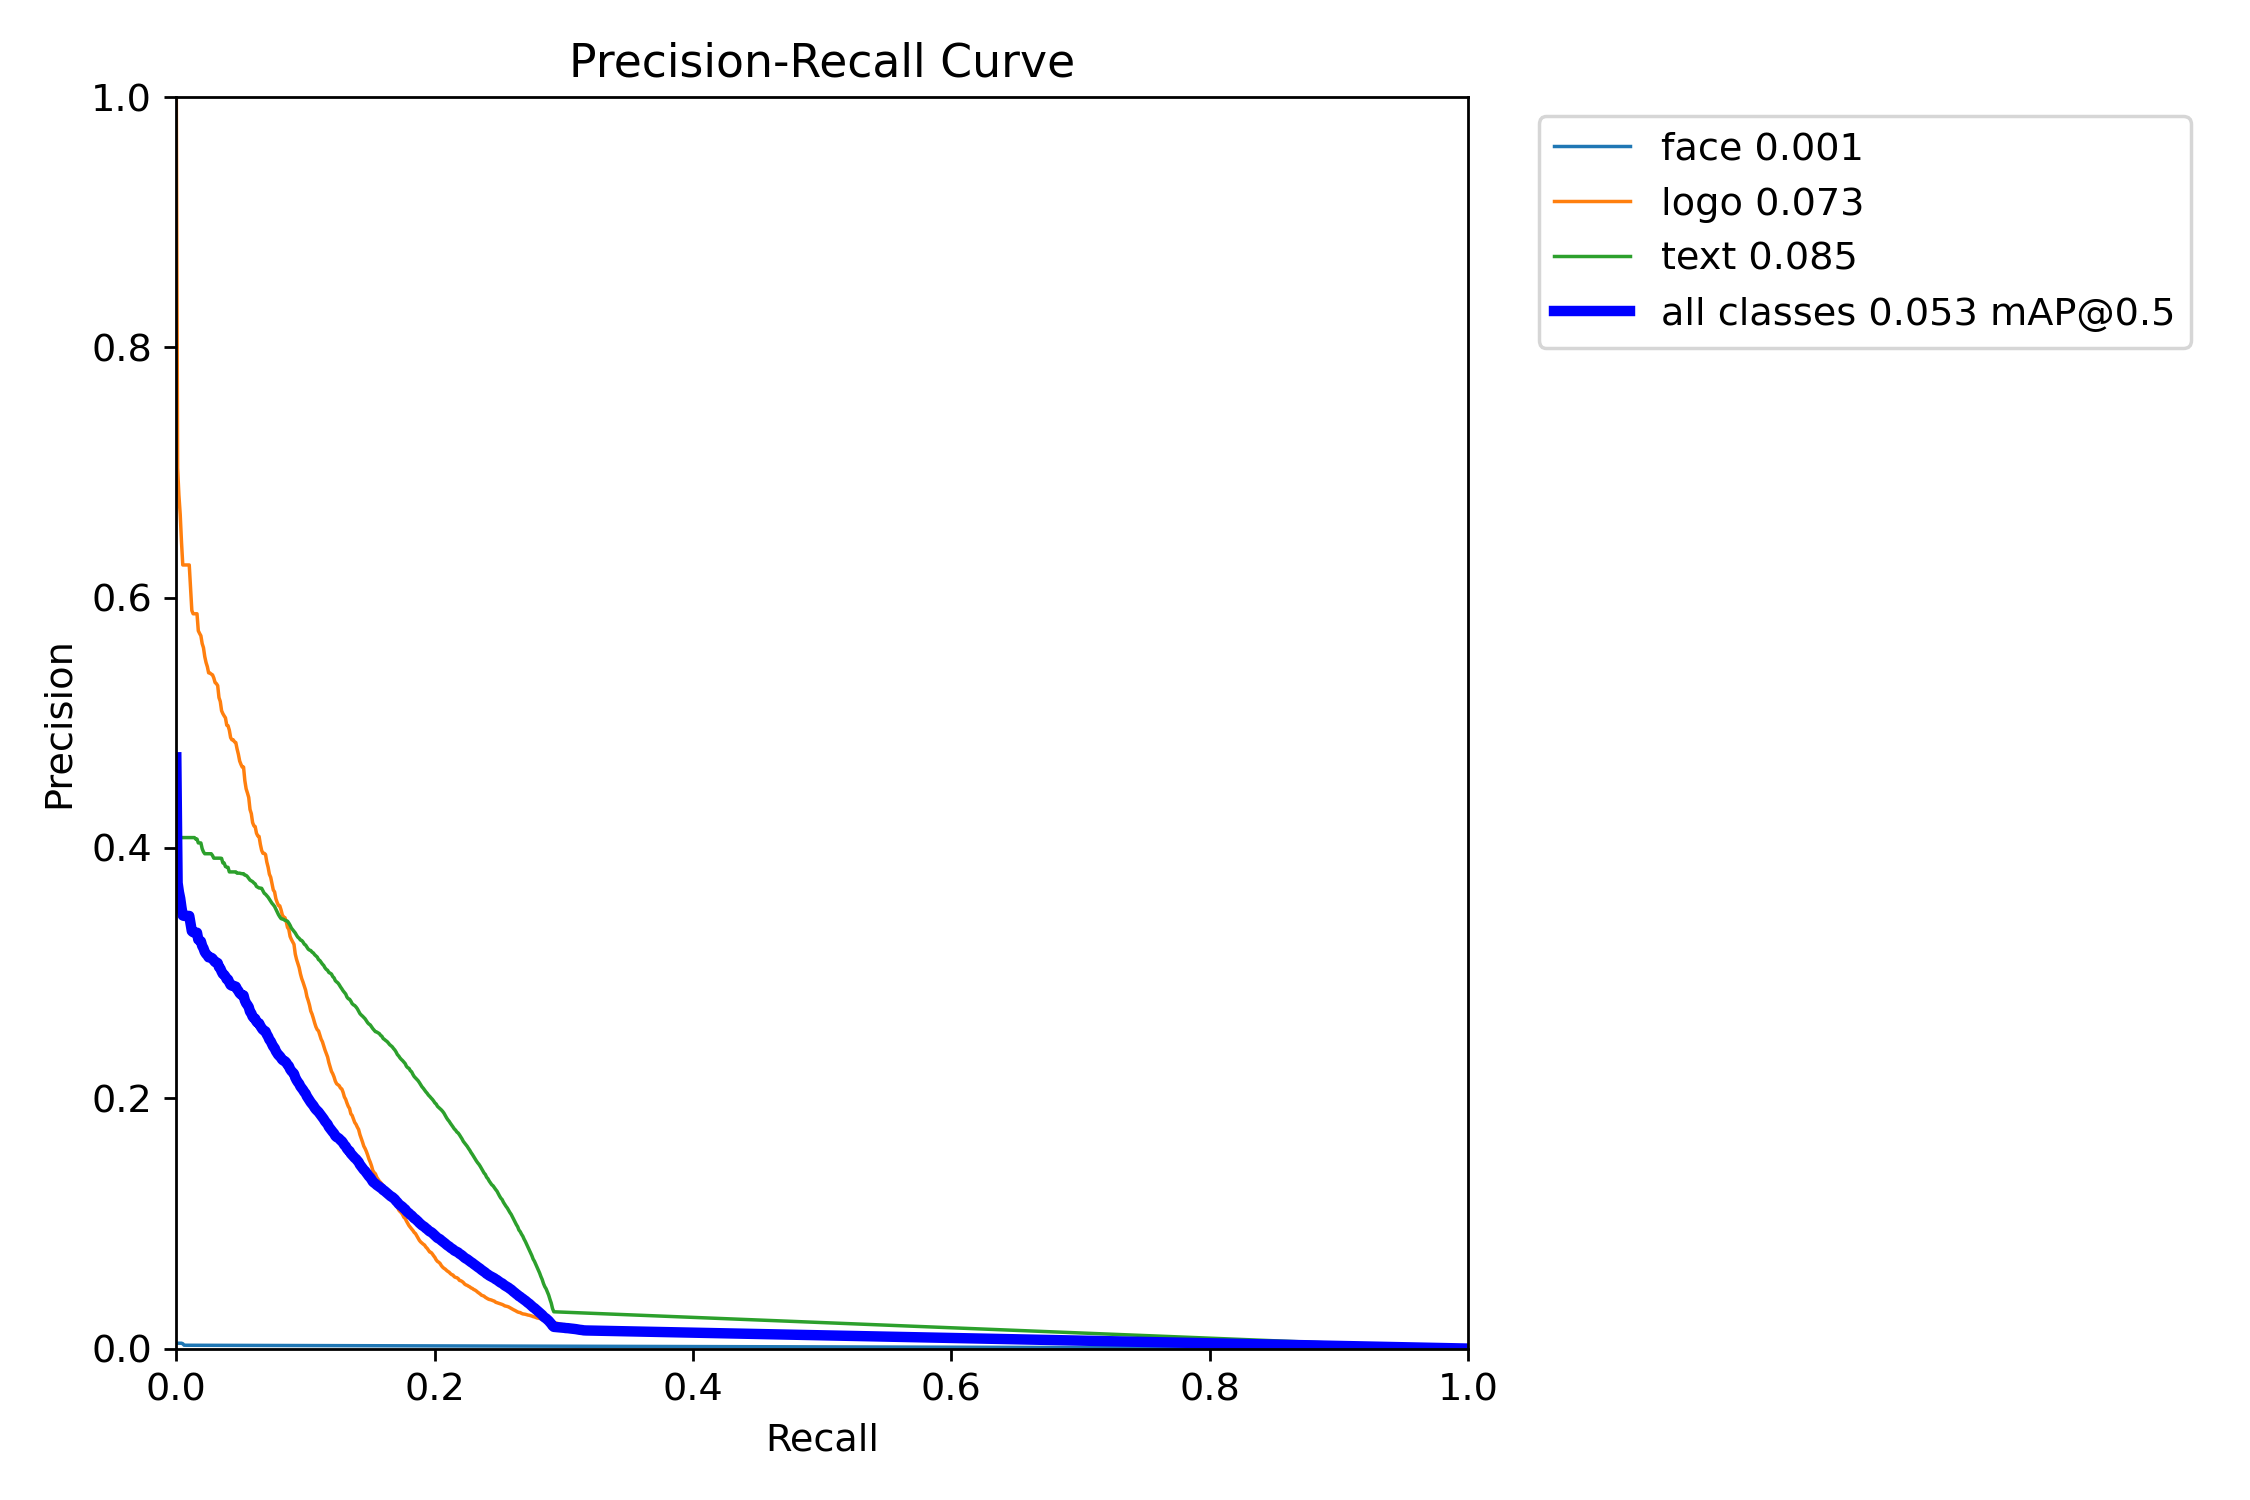 Precision-Recall Curve
1.0
0.8
0.6
0.4
0.2
0.0
Precision
0.0 0.2 0.4 0.6 0.8 1.0
Recall
face 0.001
logo 0.073
text 0.085
all classes 0.053 mAP@0.5